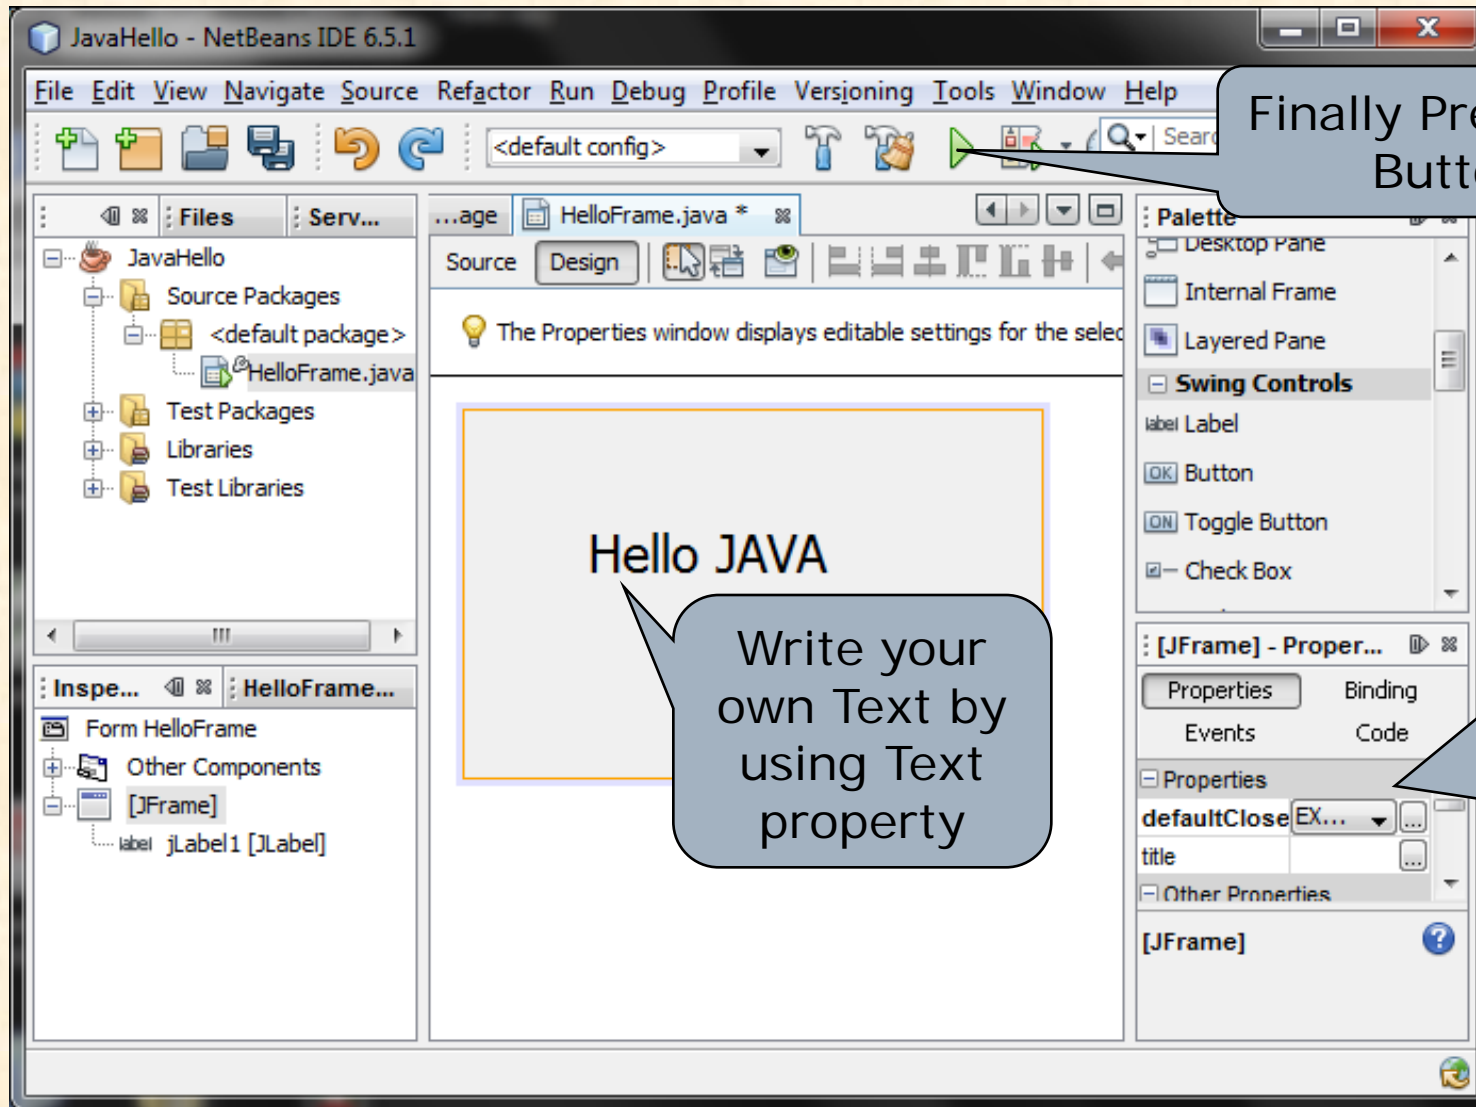 JavaHello - NetBeans IDE 6.5.1
File Edit View Navigate Source Refactor Run Debug Profile Versioning Tools Window Help
Finally
<default config>
Files Serv...
...age HelloFrame.java *
Palette
JavaHello
Source Packages
<default package>
HelloFrame.java
Test Packages
Libraries
Test Libraries
Source Design
The Properties window displays editable settings for the
Hello JAVA
Write your
own Text by
using Text
property
Desktop Pane
Internal Frame
Layered Pane
Swing Controls
label Label
OK Button
ON Toggle Button
Check Box
Inspe... HelloFrame...
Form HelloFrame
Other Components
[JFrame]
label jLabel1 [JLabel]
[JFrame] - Proper...
Properties Binding
Events Code
Properties
defaultClose EX... ...
title ...
Other Properties
[JFrame]